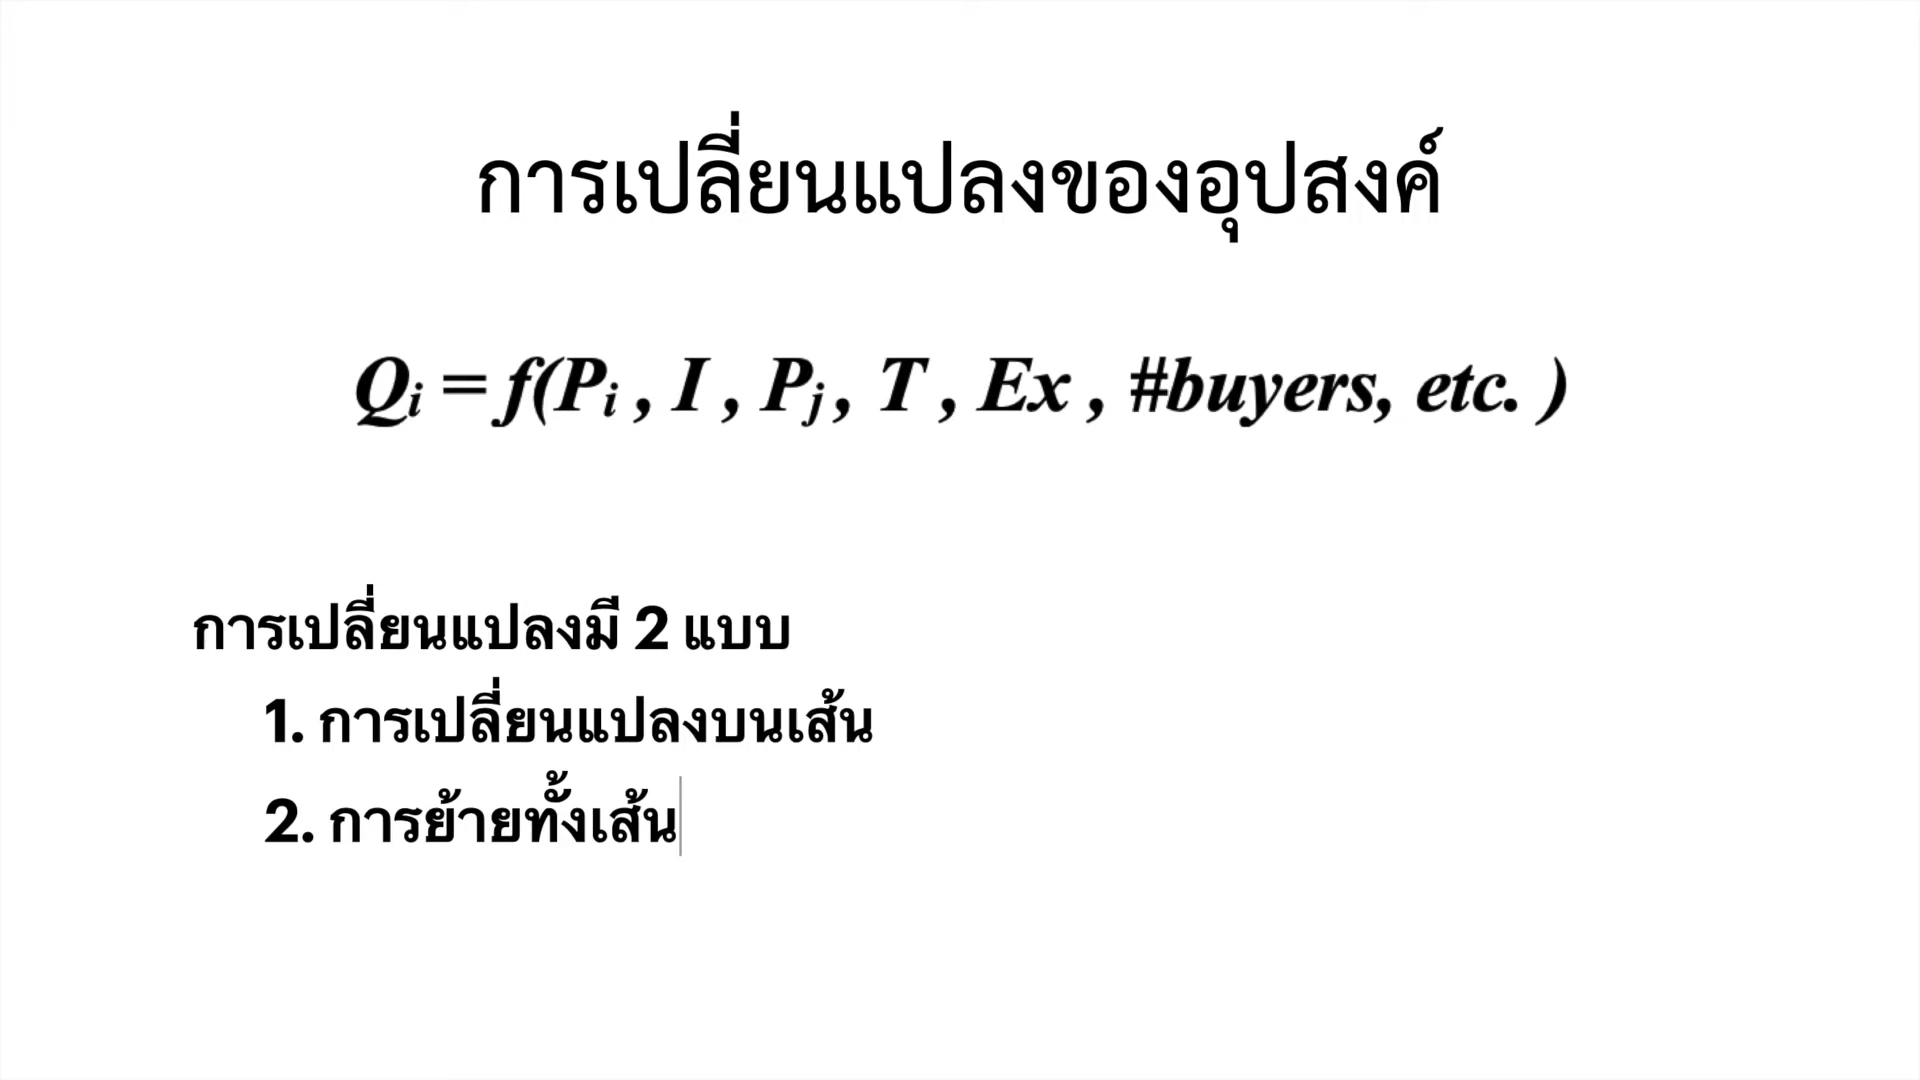 การเปลี่ยนแปลงของอุปสงค์
Qi = f(Pi , I , Pj , T , Ex , #buyers, etc. )
การเปลี่ยนแปลงมี 2 แบบ
1. การเปลี่ยนแปลงบนเส้น
2. การย้ายทั้งเส้น